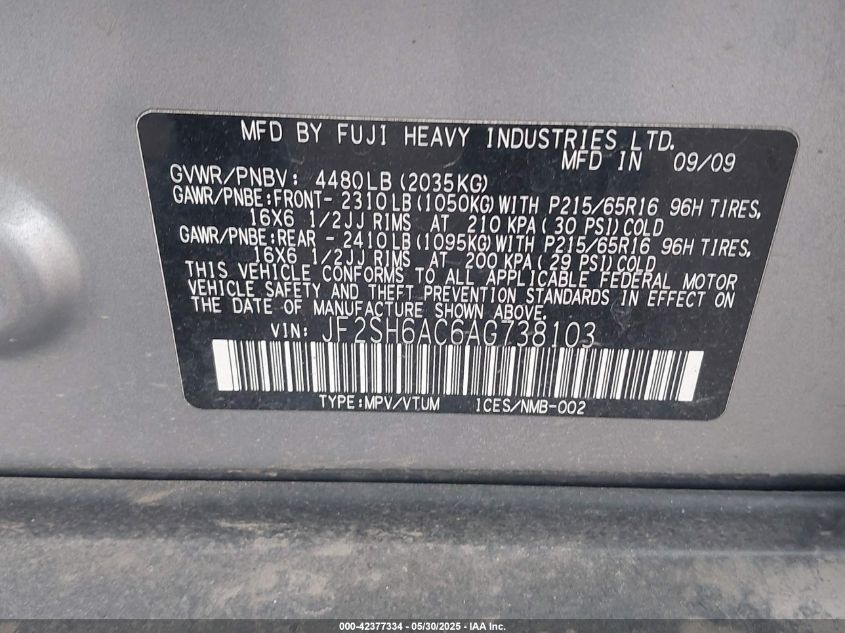 MFD BY FUJI HEAVY INDUSTRIES LTD.
MFD IN 09/09
GVWR/PNBV: 4480LB (2035KG)
GAWR/PNBE:FRONT- 2310LB (1050KG) WITH P215/65R16 96H TIRES,
16X6 1/2JJ RIMS AT 210 KPA ( 30 PSI) COLD
GAWR/PNBE:REAR - 2410LB (1095KG) WITH P215/65R16 96H TIRES,
16X6 1/2JJ RIMS AT 200 KPA (29 PSI) COLD
THIS VEHICLE CONFORMS TO ALL APPLICABLE FEDERAL MOTOR
VEHICLE SAFETY AND THEFT PREVENTION STANDARDS IN EFFECT ON
THE DATE OF MANUFACTURE SHOWN ABOVE.
VIN: JF2SH6AC6AG738103
TYPE:MPV/VTUM ICES/NMB-002
000-42377334 - 05/30/2025 - IAA Inc.